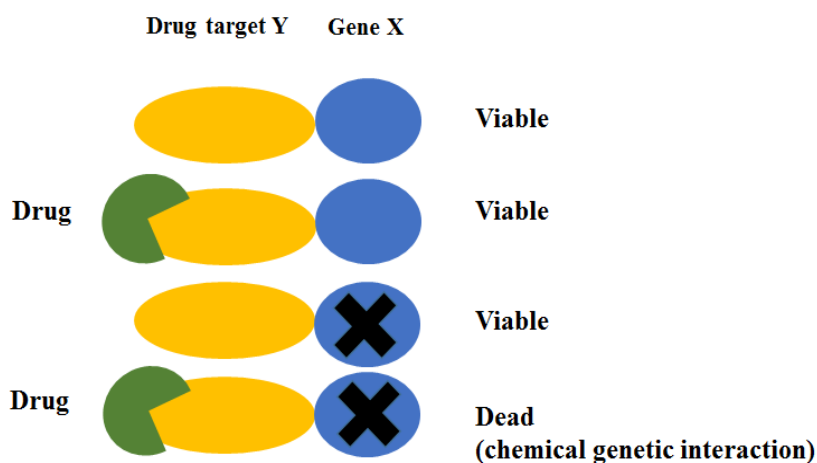 Drug target Y Gene X
Viable
Drug Viable
Viable
Drug
Dead
(chemical genetic interaction)